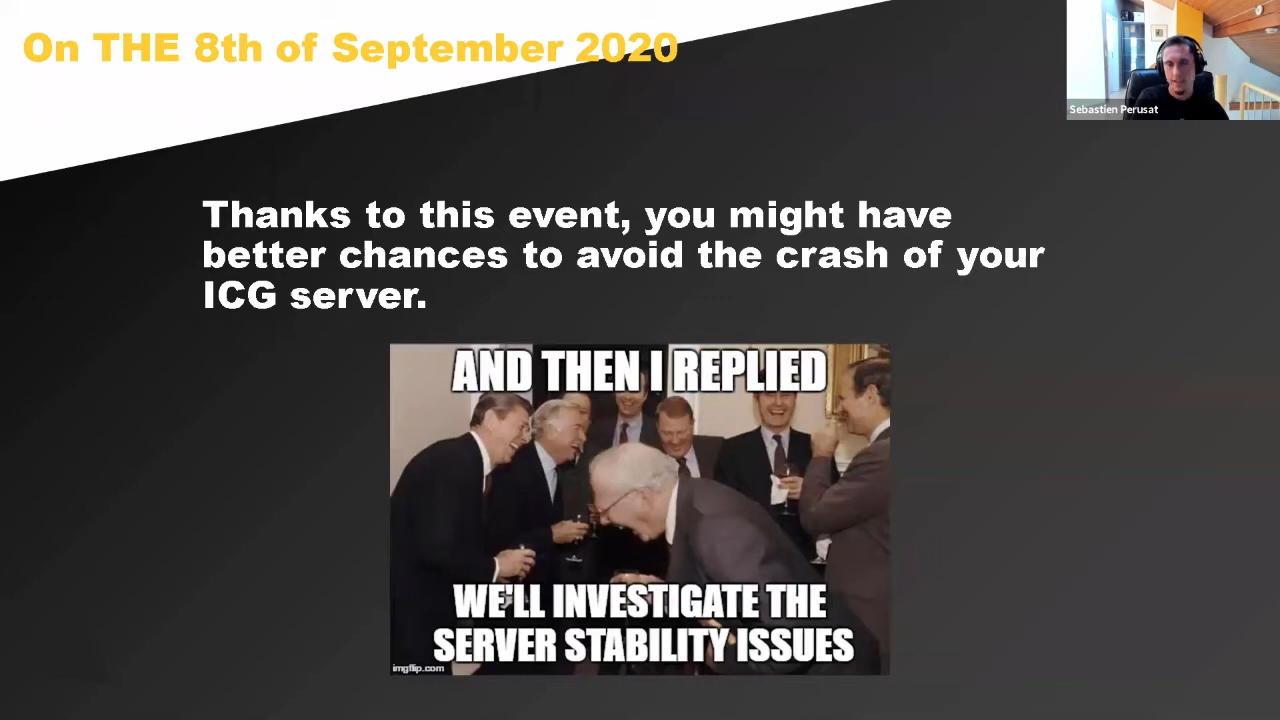 On THE 8th of September 2020
Sebastien Perusat
Thanks to this event, you might have
better chances to avoid the crash of your
ICG server.
AND THEN I REPLIED
WE'LL INVESTIGATE THE
SERVER STABILITY ISSUES
imgflip.com